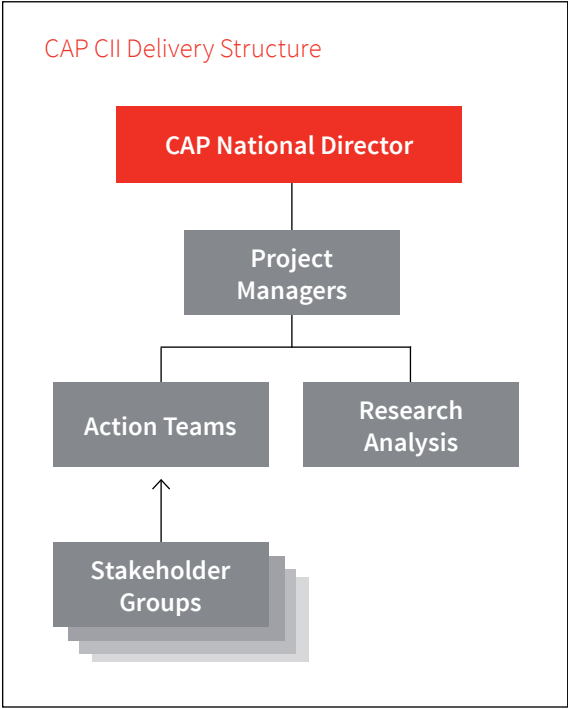 CAP CII Delivery Structure
CAP National Director
Project
Managers
Action Teams
Research
Analysis
Stakeholder
Groups